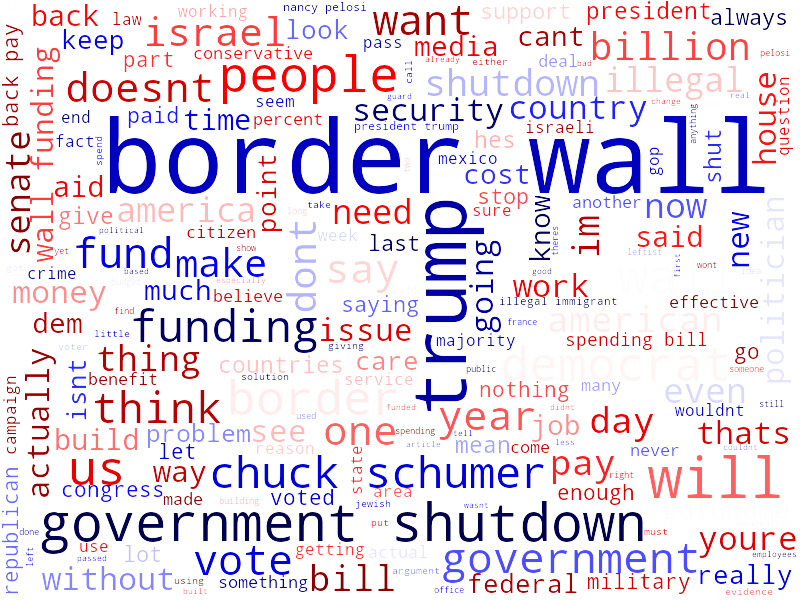 nancy pelosi
back law working support president always
keep israel look want cant billion
part conservative media pass deal bad pelosi
back pay doesnt people shutdown illegal
already either call guard change real
seem security country house question
end paid time percent president trump hes israeli
fact spend mexico gop shut anything
senate wall funding border wall
aid point cost stop another now
give america need know sure im said new
citizen long take two theres
political week last going leftist first
yet show dont trump wont
fund make say good
crime based especially work illegal immigrant effective
money much believe saying american politician
find france
dem little funding issue majority spending bill go
voter giving public democrat someone
actually thing countries care
isnt benefit solution service nothing many even
campaign think border used funded didnt wouldnt still
build problem see one year job day thats
reason spending article tell less couldnt
let mean come never
us way chuck schumer pay will
congress made voted state area right enough
republican building jewish wasnt
done government shutdown put must youre
use lot getting actual
left passed vote government employees
without something bill argument federal military really
using built office evidence